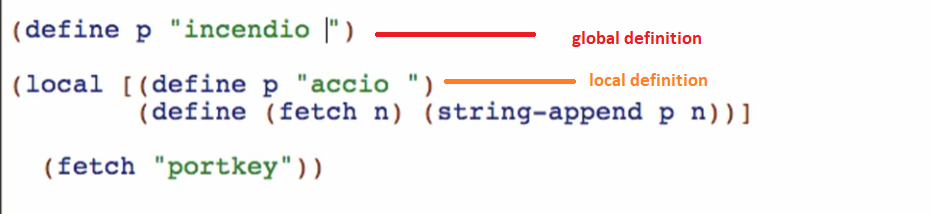 (define p "incendio ") global definition
(local [(define p "accio ") local definition
(define (fetch n) (string-append p n))]
(fetch "portkey"))